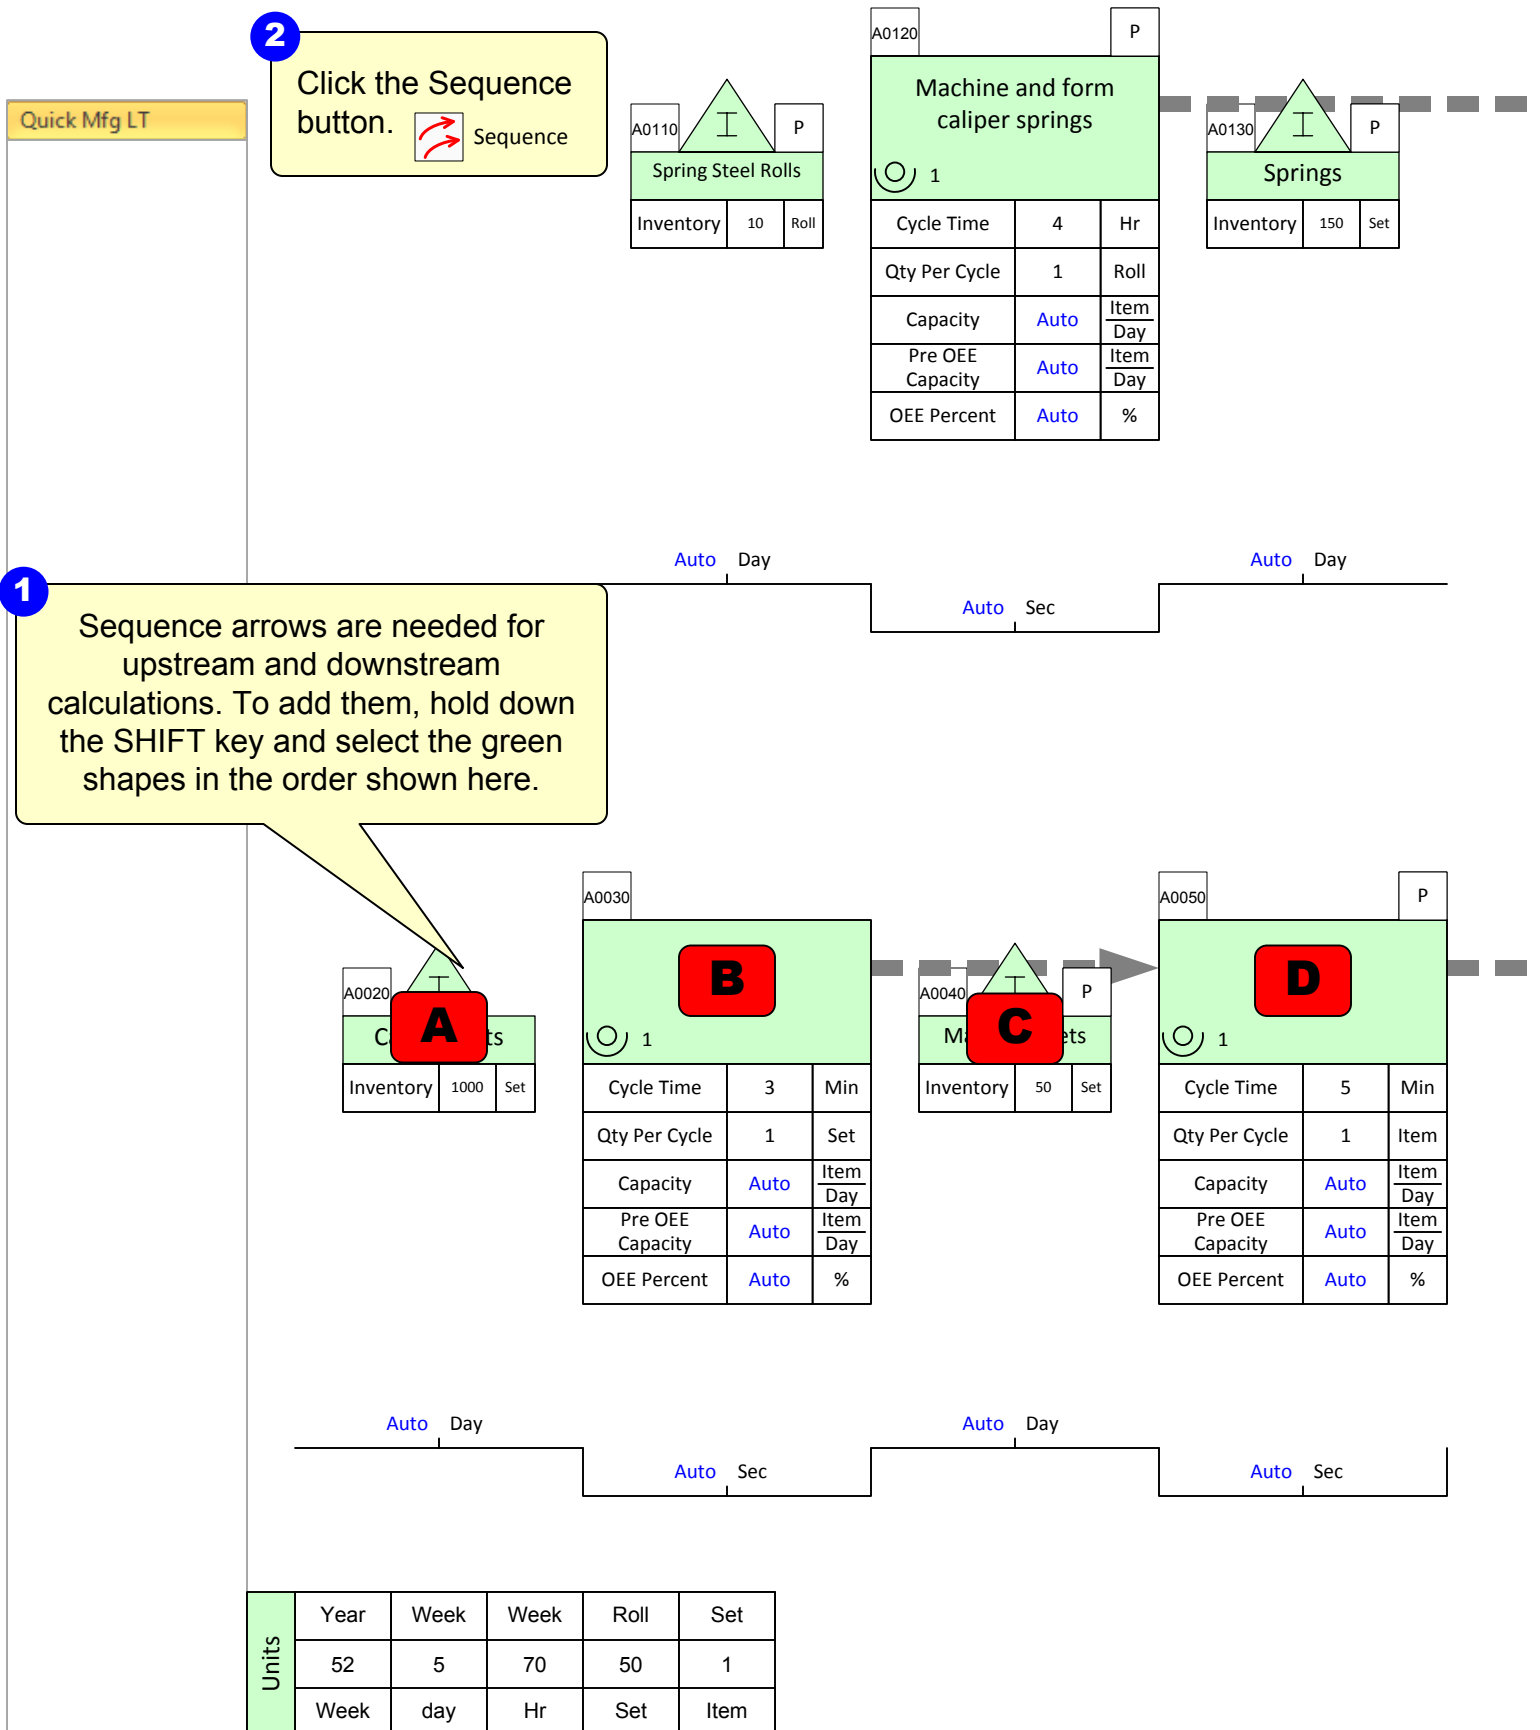 Quick Mfg LT
2
Click the Sequence
button.
Sequence
A0110
I
P
Spring Steel Rolls
Inventory 10 Roll
A0120
P
Machine and form
caliper springs
1
Cycle Time 4 Hr
Qty Per Cycle 1 Roll
Capacity Auto Item
Day
Pre OEE
Capacity Auto Item
Day
OEE Percent Auto %
A0130
I
P
Springs
Inventory 150 Set
Auto Day
Auto Sec
Auto Day
1
Sequence arrows are needed for
upstream and downstream
calculations. To add them, hold down
the SHIFT key and select the green
shapes in the order shown here.
A0020
A
Inventory 1000 Set
A0030
B
1
Cycle Time 3 Min
Qty Per Cycle 1 Set
Capacity Auto Item
Day
Pre OEE
Capacity Auto Item
Day
OEE Percent Auto %
A0040
P
C
Inventory 50 Set
A0050
P
D
1
Cycle Time 5 Min
Qty Per Cycle 1 Item
Capacity Auto Item
Day
Pre OEE
Capacity Auto Item
Day
OEE Percent Auto %
Auto Day
Auto Sec
Auto Day
Auto Sec
Units
Year Week Week Roll Set
52 5 70 50 1
Week day Hr Set Item